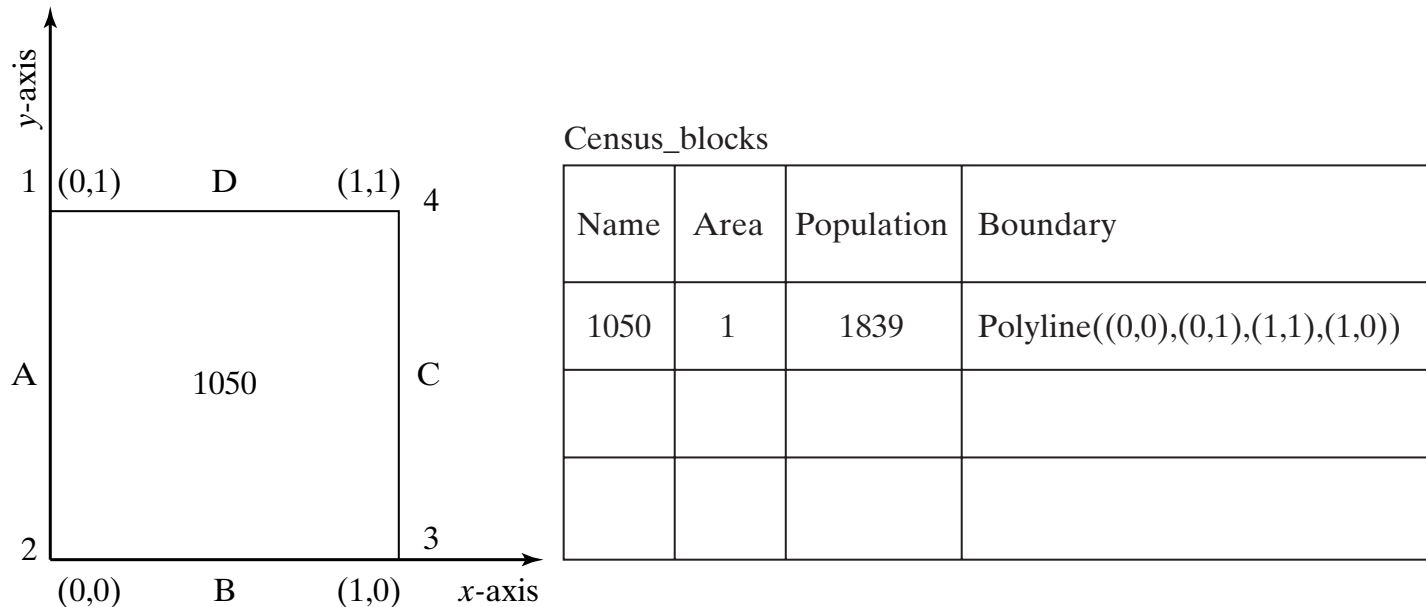 y-axis
1 (0,1) D (1,1) 4
A 1050 C
2 3
(0,0) B (1,0) x-axis
Census_blocks
Name Area Population Boundary
1050 1 1839 Polyline((0,0),(0,1),(1,1),(1,0))